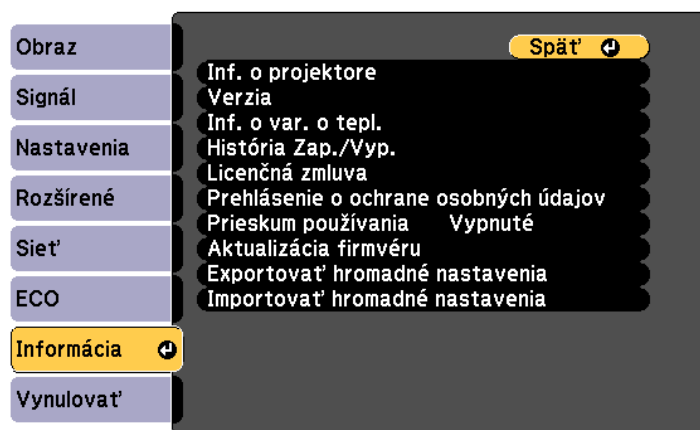 Obraz
Signál
Nastavenia
Rozšírené
Sieť
ECO
Informácia
Vynulovať
Späť
Inf. o projektore
Verzia
Inf. o var. o tepl.
História Zap./Vyp.
Licenčná zmluva
Prehlásenie o ochrane osobných údajov
Prieskum používania Vypnuté
Aktualizácia firmvéru
Exportovať hromadné nastavenia
Importovať hromadné nastavenia